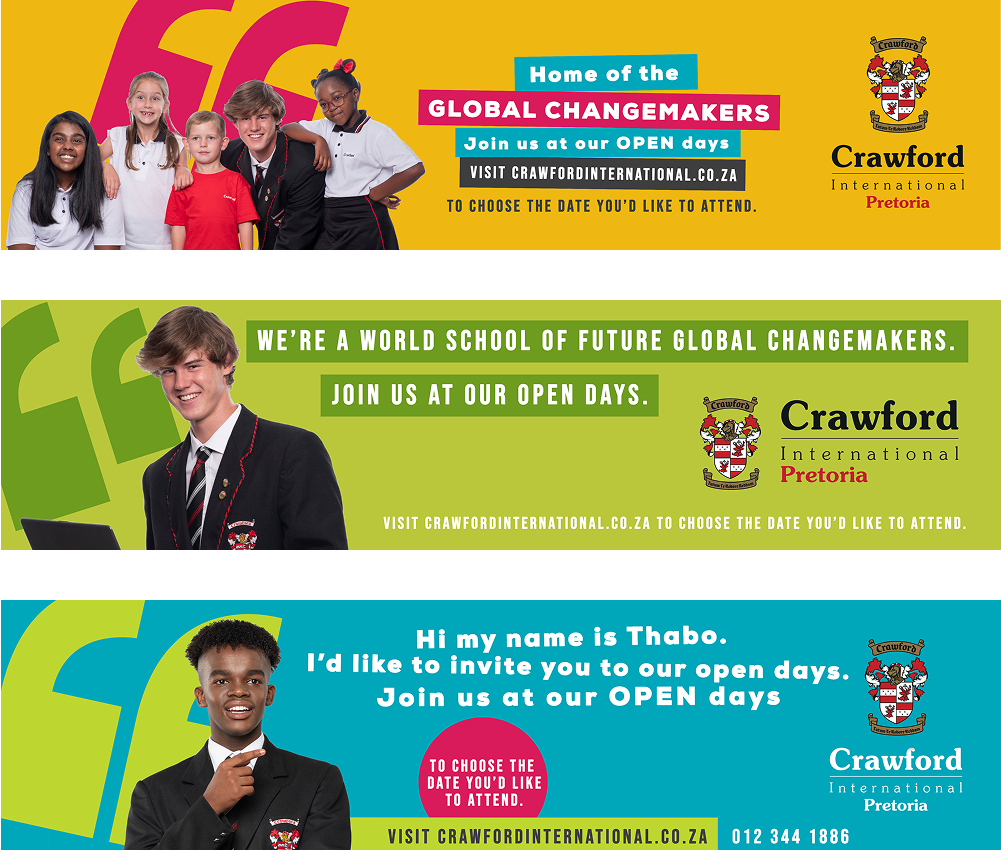 Home of the
GLOBAL CHANGEMAKERS
Join us at our OPEN days
VISIT CRAWFORDINTERNATIONAL.CO.ZA
TO CHOOSE THE DATE YOU'D LIKE TO ATTEND.
Crawford
Crawford
International
Pretoria
WE'RE A WORLD SCHOOL OF FUTURE GLOBAL CHANGEMAKERS.
JOIN US AT OUR OPEN DAYS.
Crawford
Crawford
International
Pretoria
VISIT CRAWFORDINTERNATIONAL.CO.ZA TO CHOOSE THE DATE YOU'D LIKE TO ATTEND.
Hi my name is Thabo.
I'd like to invite you to our open days.
Join us at our OPEN days
TO CHOOSE THE
DATE YOU'D LIKE
TO ATTEND.
VISIT CRAWFORDINTERNATIONAL.CO.ZA
012 344 1886
Crawford
Crawford
International
Pretoria